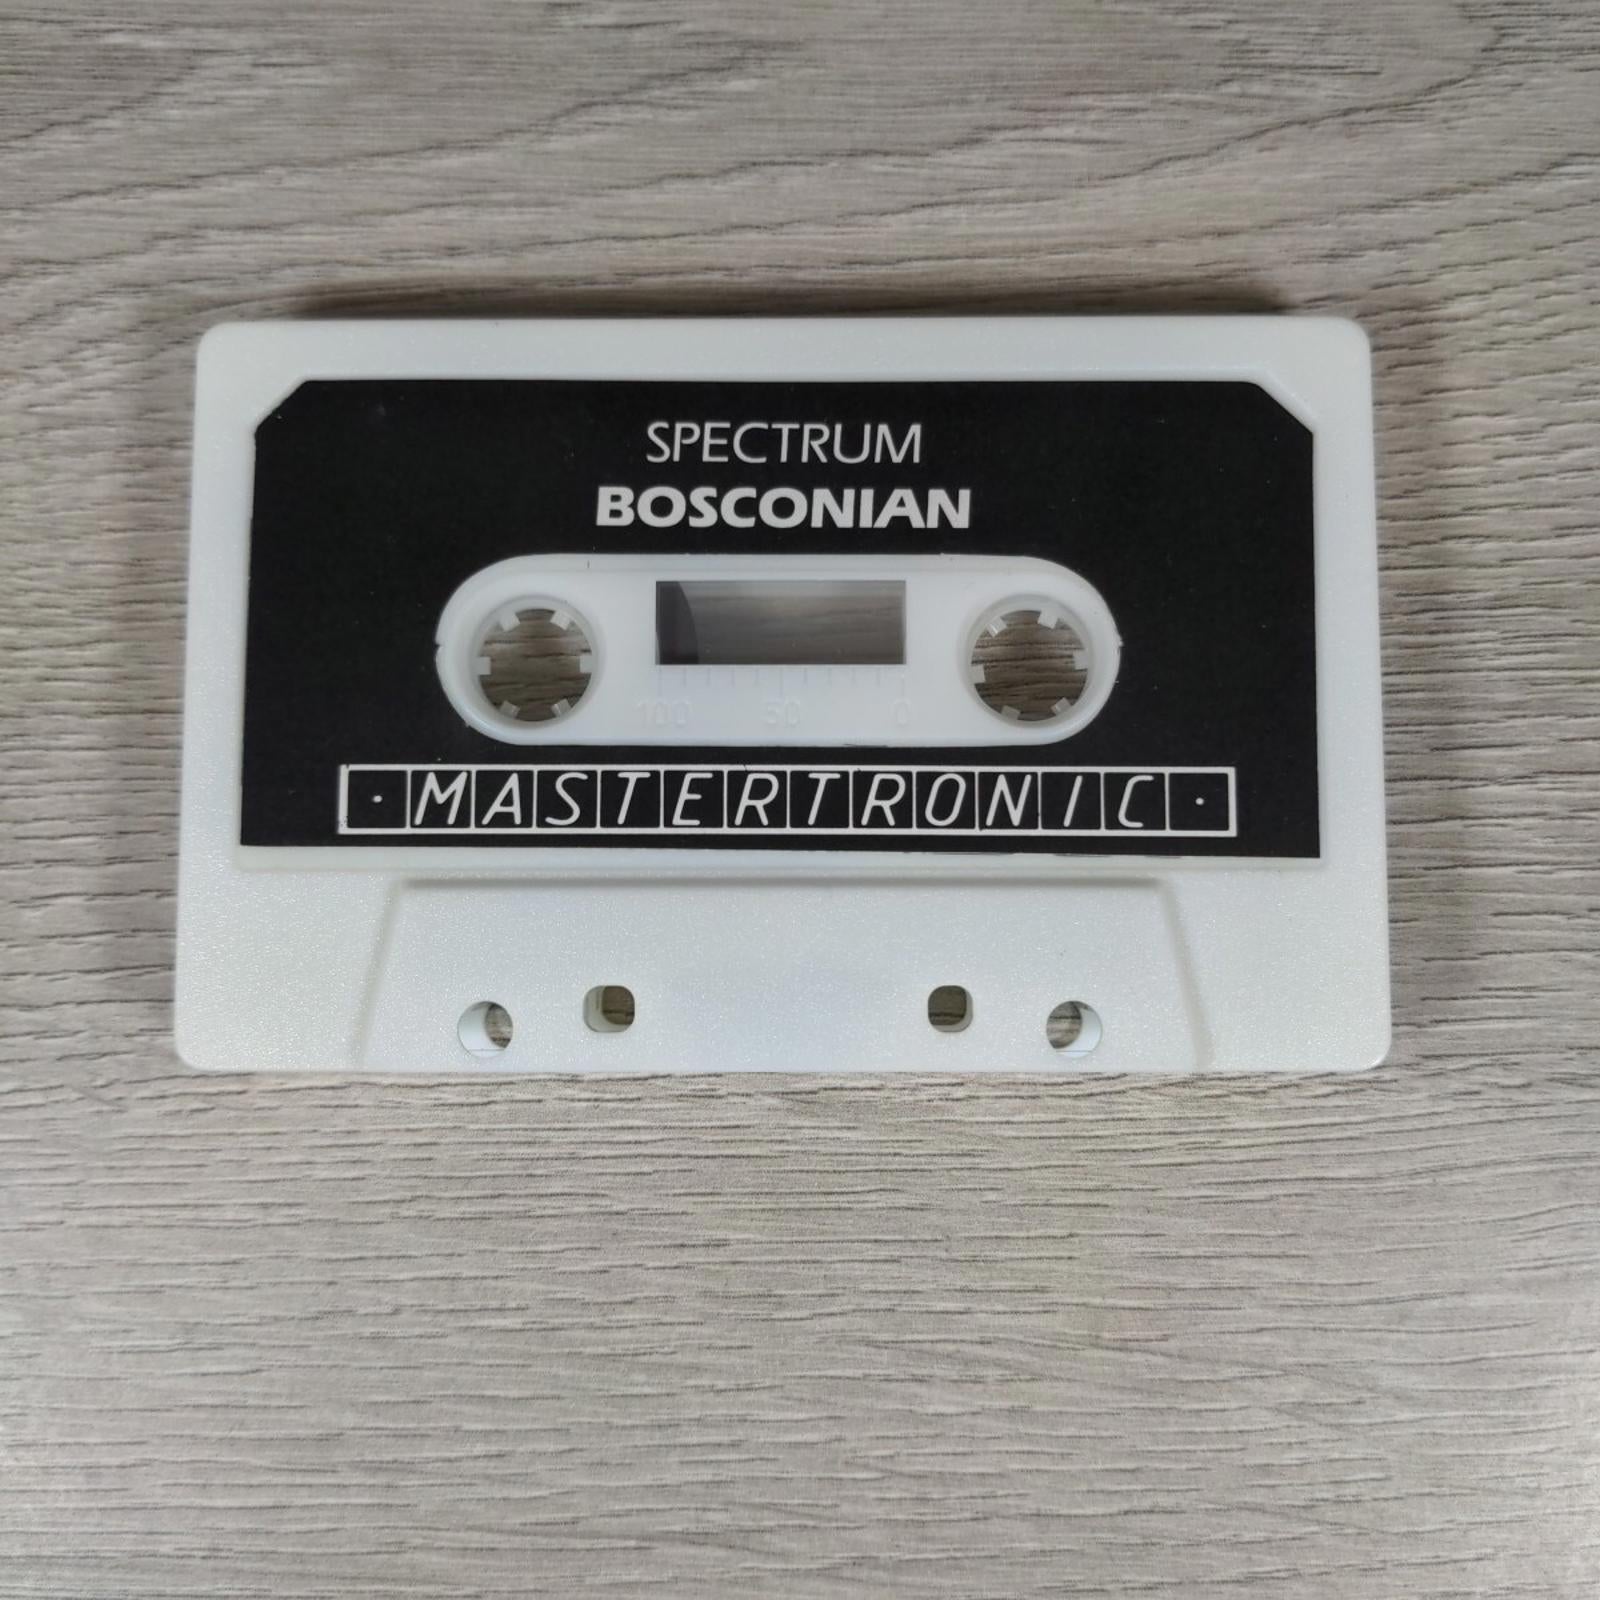 SPECTRUM
BOSCONIAN
100 50 0
· MASTERTRONIC ·